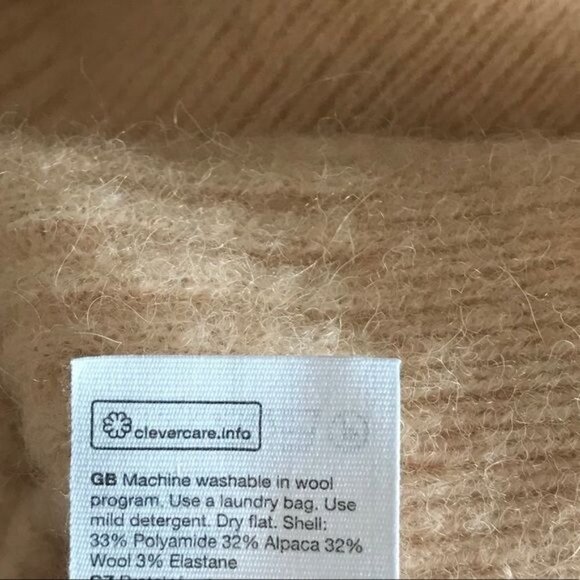 clevercare.info
GB Machine washable in wool
program. Use a laundry bag. Use
mild detergent. Dry flat. Shell:
33% Polyamide 32% Alpaca 32%
Wool 3% Elastane